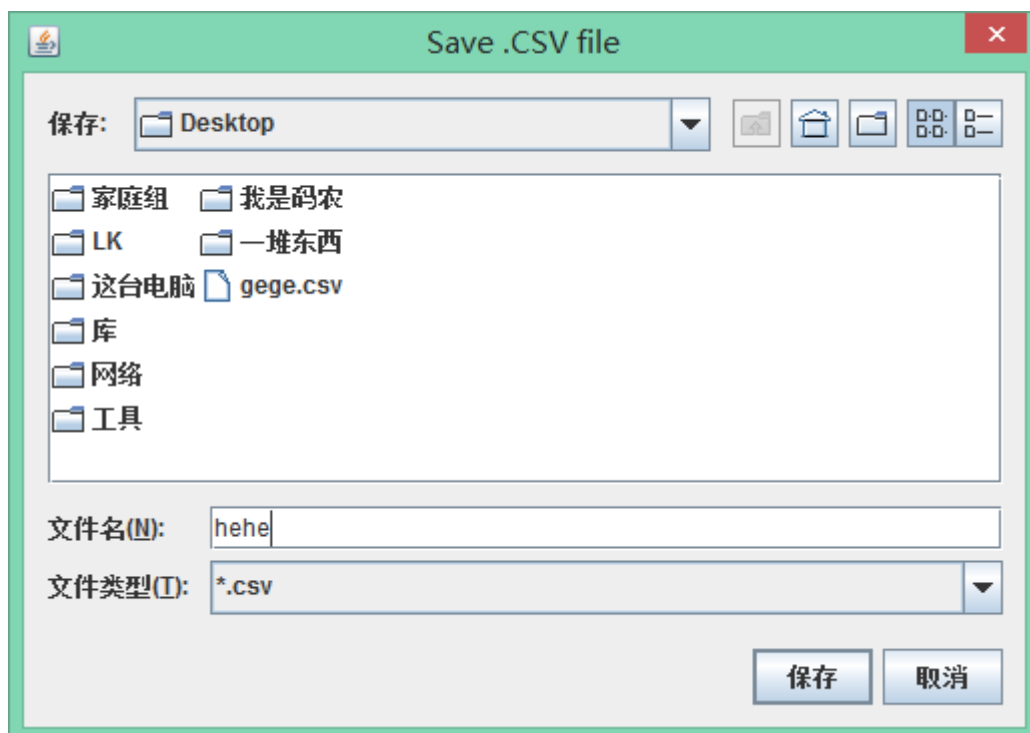 Save .CSV file
保存: Desktop
家庭组 我是码农
LK 一堆东西
这台电脑 gege.csv
库
网络
工具
文件名(N): hehe
文件类型(T): *.csv
保存 取消